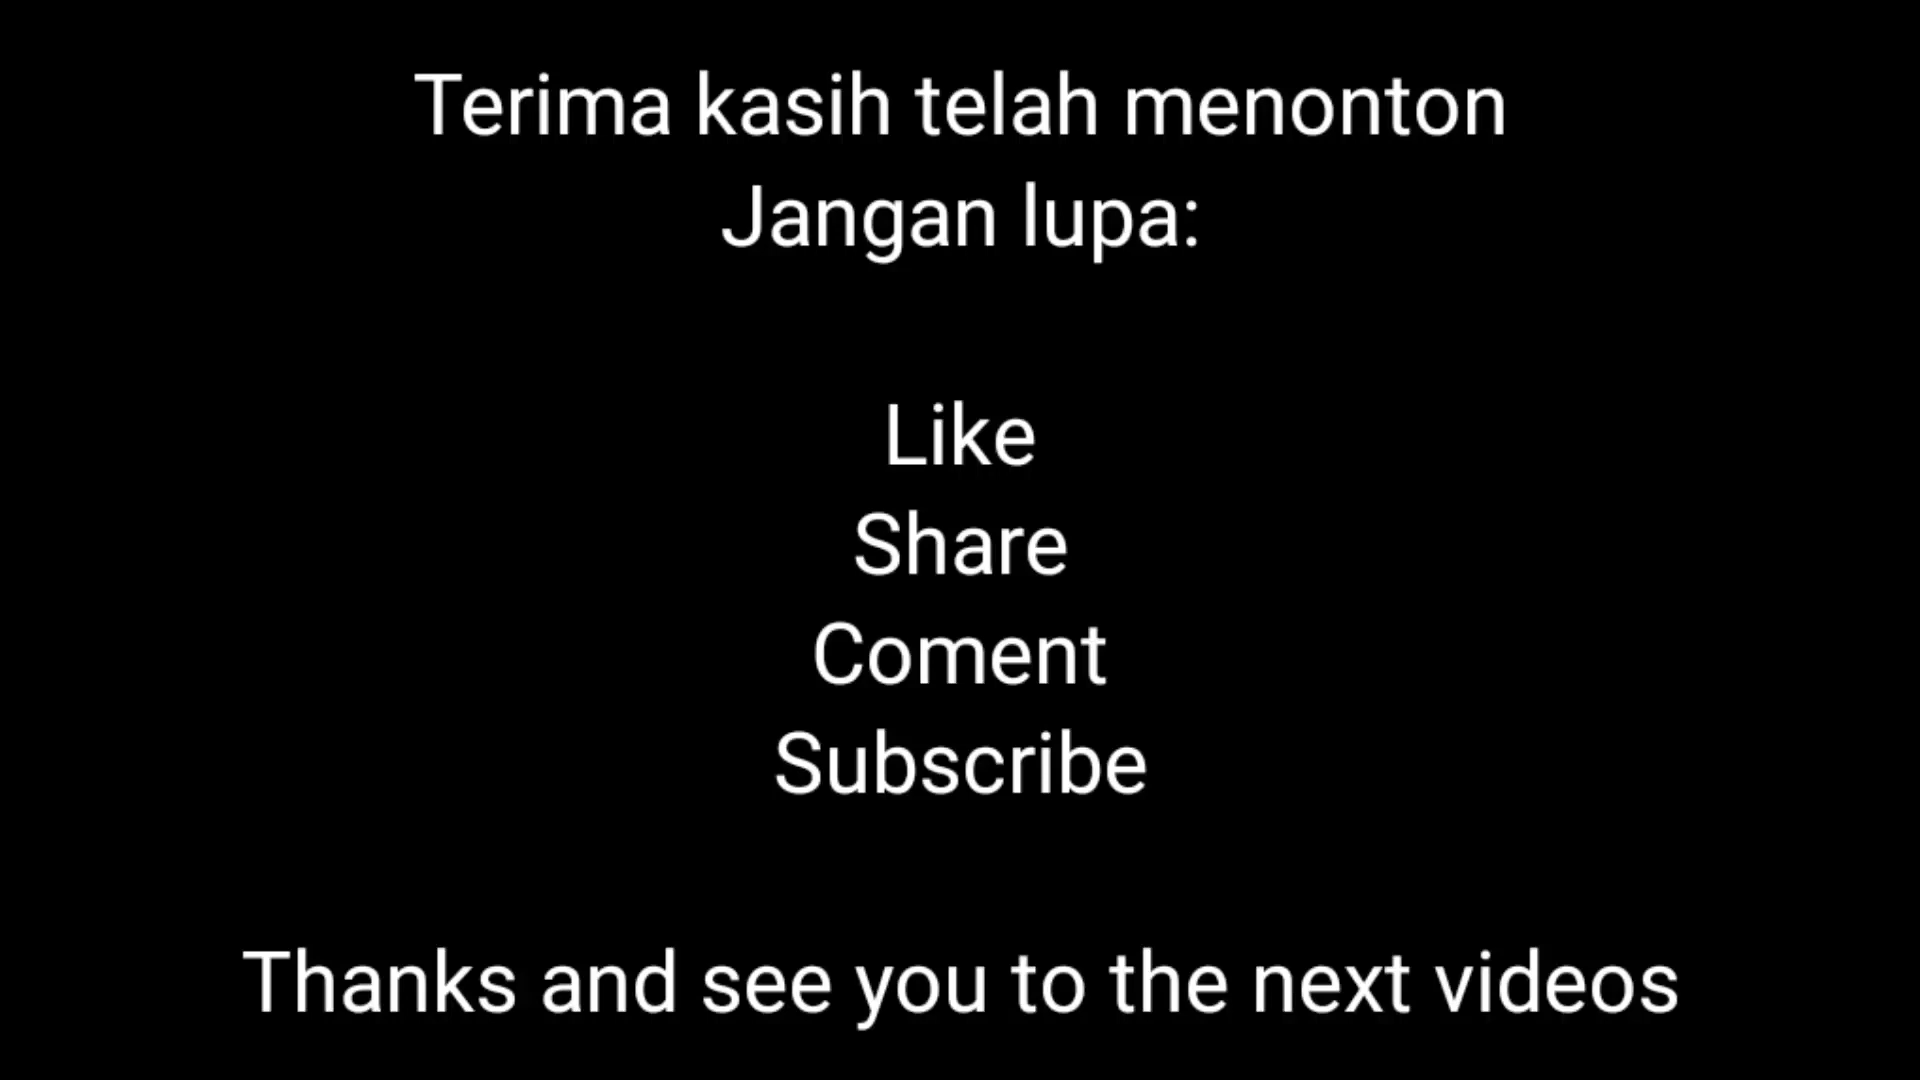 Terima kasih telah menonton
Jangan lupa:
Like
Share
Coment
Subscribe
Thanks and see you to the next videos